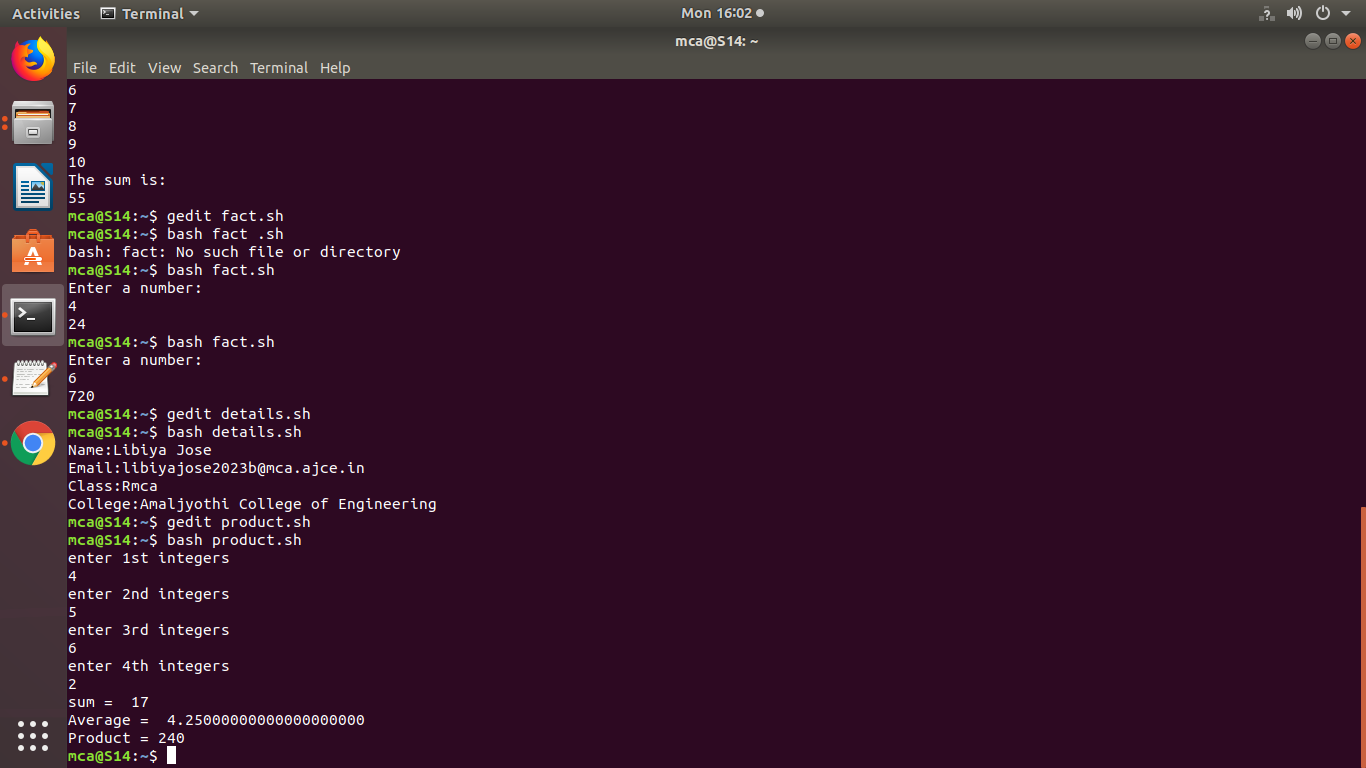 Activities Terminal Mon 16:02
mca@S14: ~
File Edit View Search Terminal Help
6
7
8
9
10
The sum is:
55
mca@S14:~$ gedit fact.sh
mca@S14:~$ bash fact .sh
bash: fact: No such file or directory
mca@S14:~$ bash fact.sh
Enter a number:
4
24
mca@S14:~$ bash fact.sh
Enter a number:
6
720
mca@S14:~$ gedit details.sh
mca@S14:~$ bash details.sh
Name:Libiya Jose
Email:libiyajose2023b@mca.ajce.in
Class:Rmca
College:Amaljyothi College of Engineering
mca@S14:~$ gedit product.sh
mca@S14:~$ bash product.sh
enter 1st integers
4
enter 2nd integers
5
enter 3rd integers
6
enter 4th integers
2
sum =  17
Average =  4.25000000000000000000
Product = 240
mca@S14:~$